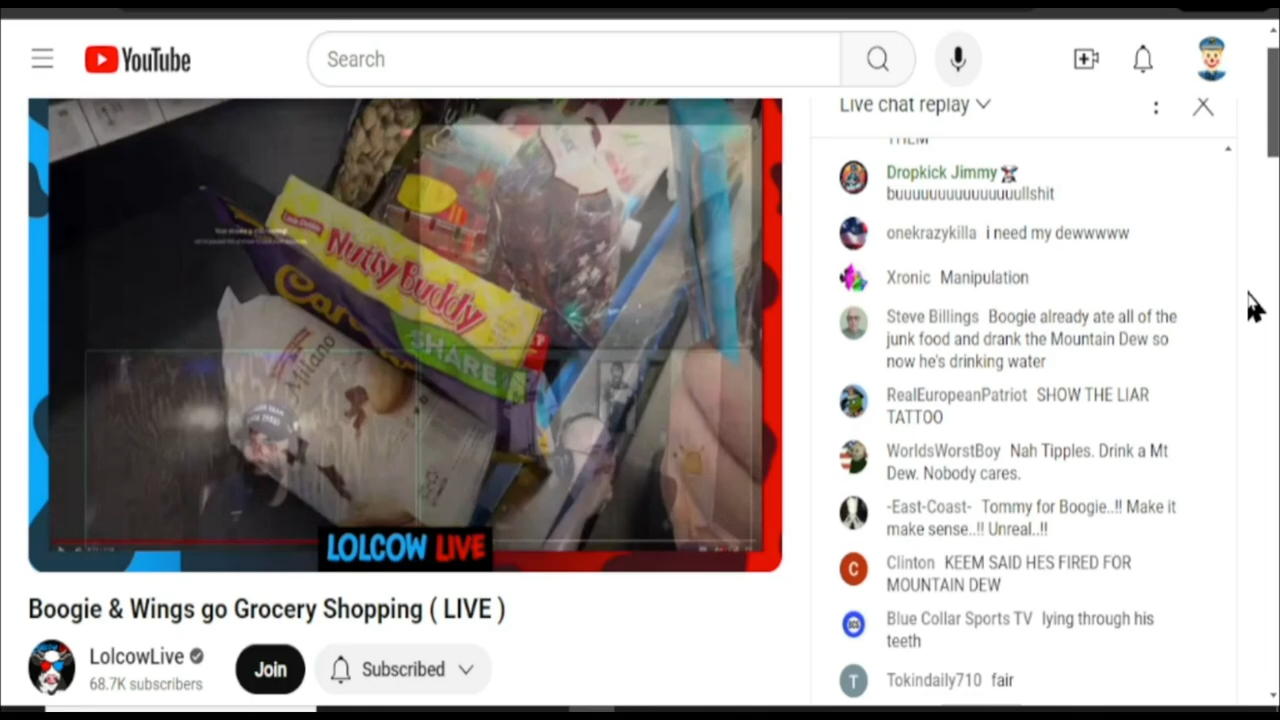 YouTube
Search
Live chat replay
THEM
Dropkick Jimmy
buuuuuuuuuuuuuuullshit
onekrazykilla i need my dewwwww
Xronic Manipulation
Steve Billings Boogie already ate all of the
junk food and drank the Mountain Dew so
now he's drinking water
RealEuropeanPatriot SHOW THE LIAR
TATTOO
WorldsWorstBoy Nah Tipples. Drink a Mt
Dew. Nobody cares.
-East-Coast- Tommy for Boogie..!! Make it
make sense..!! Unreal..!!
C Clinton KEEM SAID HES FIRED FOR
MOUNTAIN DEW
Blue Collar Sports TV lying through his
teeth
T Tokindaily710 fair
Nutty Buddy
SHARE
Milano
LOLCOW LIVE
Boogie & Wings go Grocery Shopping ( LIVE )
LolcowLive
68.7K subscribers
Join
Subscribed